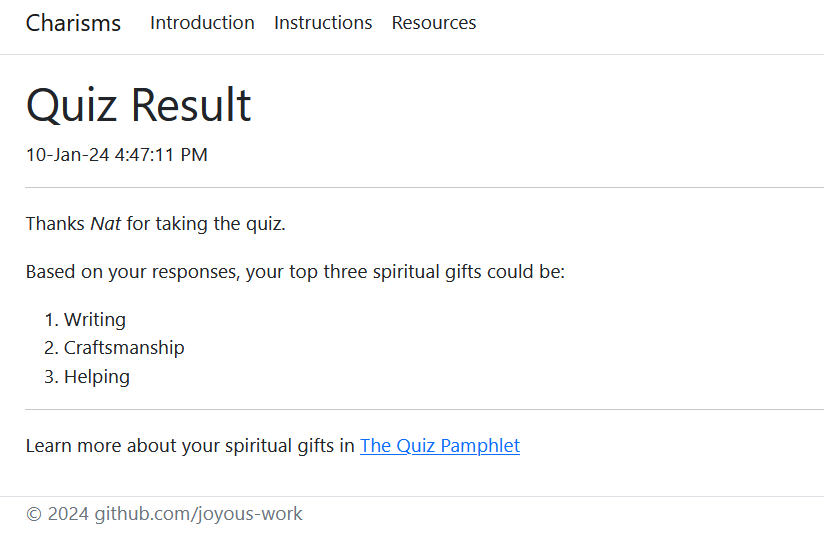 Charisms Introduction Instructions Resources
Quiz Result
10-Jan-24 4:47:11 PM
Thanks Nat for taking the quiz.
Based on your responses, your top three spiritual gifts could be:
1. Writing
2. Craftsmanship
3. Helping
Learn more about your spiritual gifts in The Quiz Pamphlet
© 2024 github.com/joyous-work